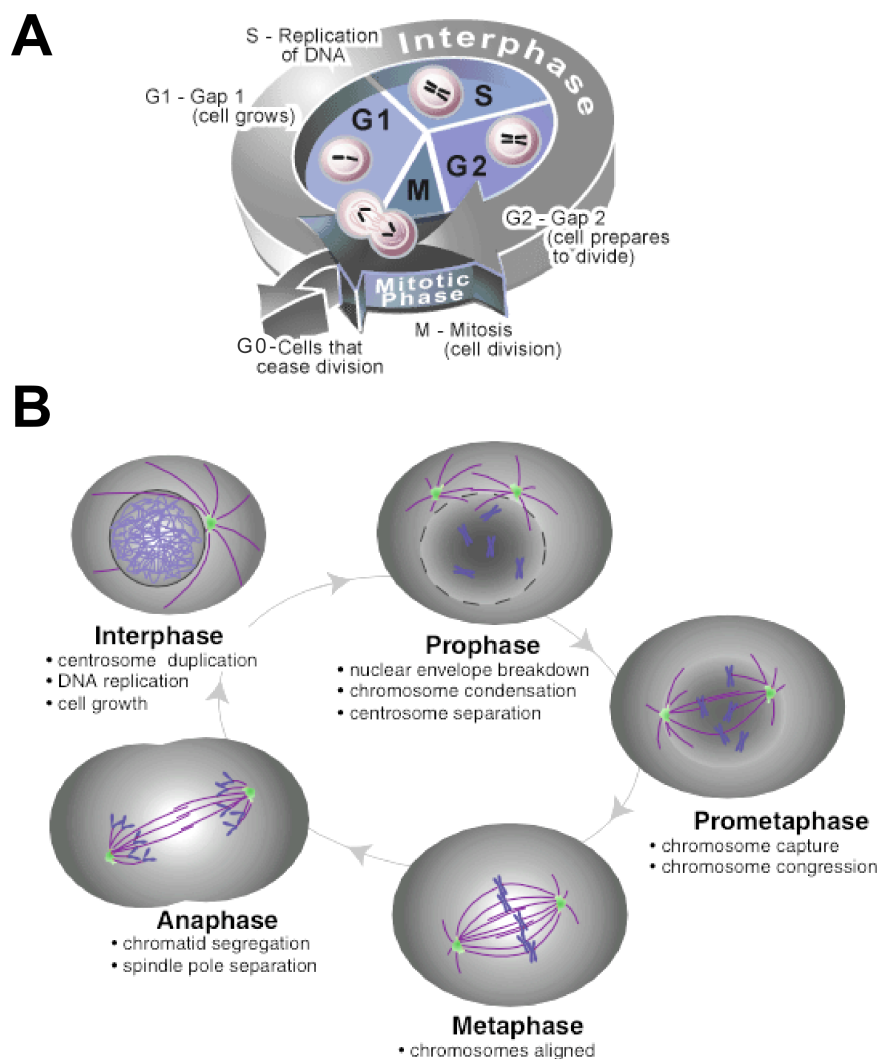 A
S - Replication
of DNA
Interphase
G1 - Gap 1
(cell grows)
S
G1
G2
M
G2 - Gap 2
(cell prepares
to divide)
Mitotic
Phase
M - Mitosis
(cell division)
G0-Cells that
cease division
B
Interphase
• centrosome duplication
• DNA replication
• cell growth
Prophase
• nuclear envelope breakdown
• chromosome condensation
• centrosome separation
Prometaphase
• chromosome capture
• chromosome congression
Anaphase
• chromatid segregation
• spindle pole separation
Metaphase
• chromosomes aligned